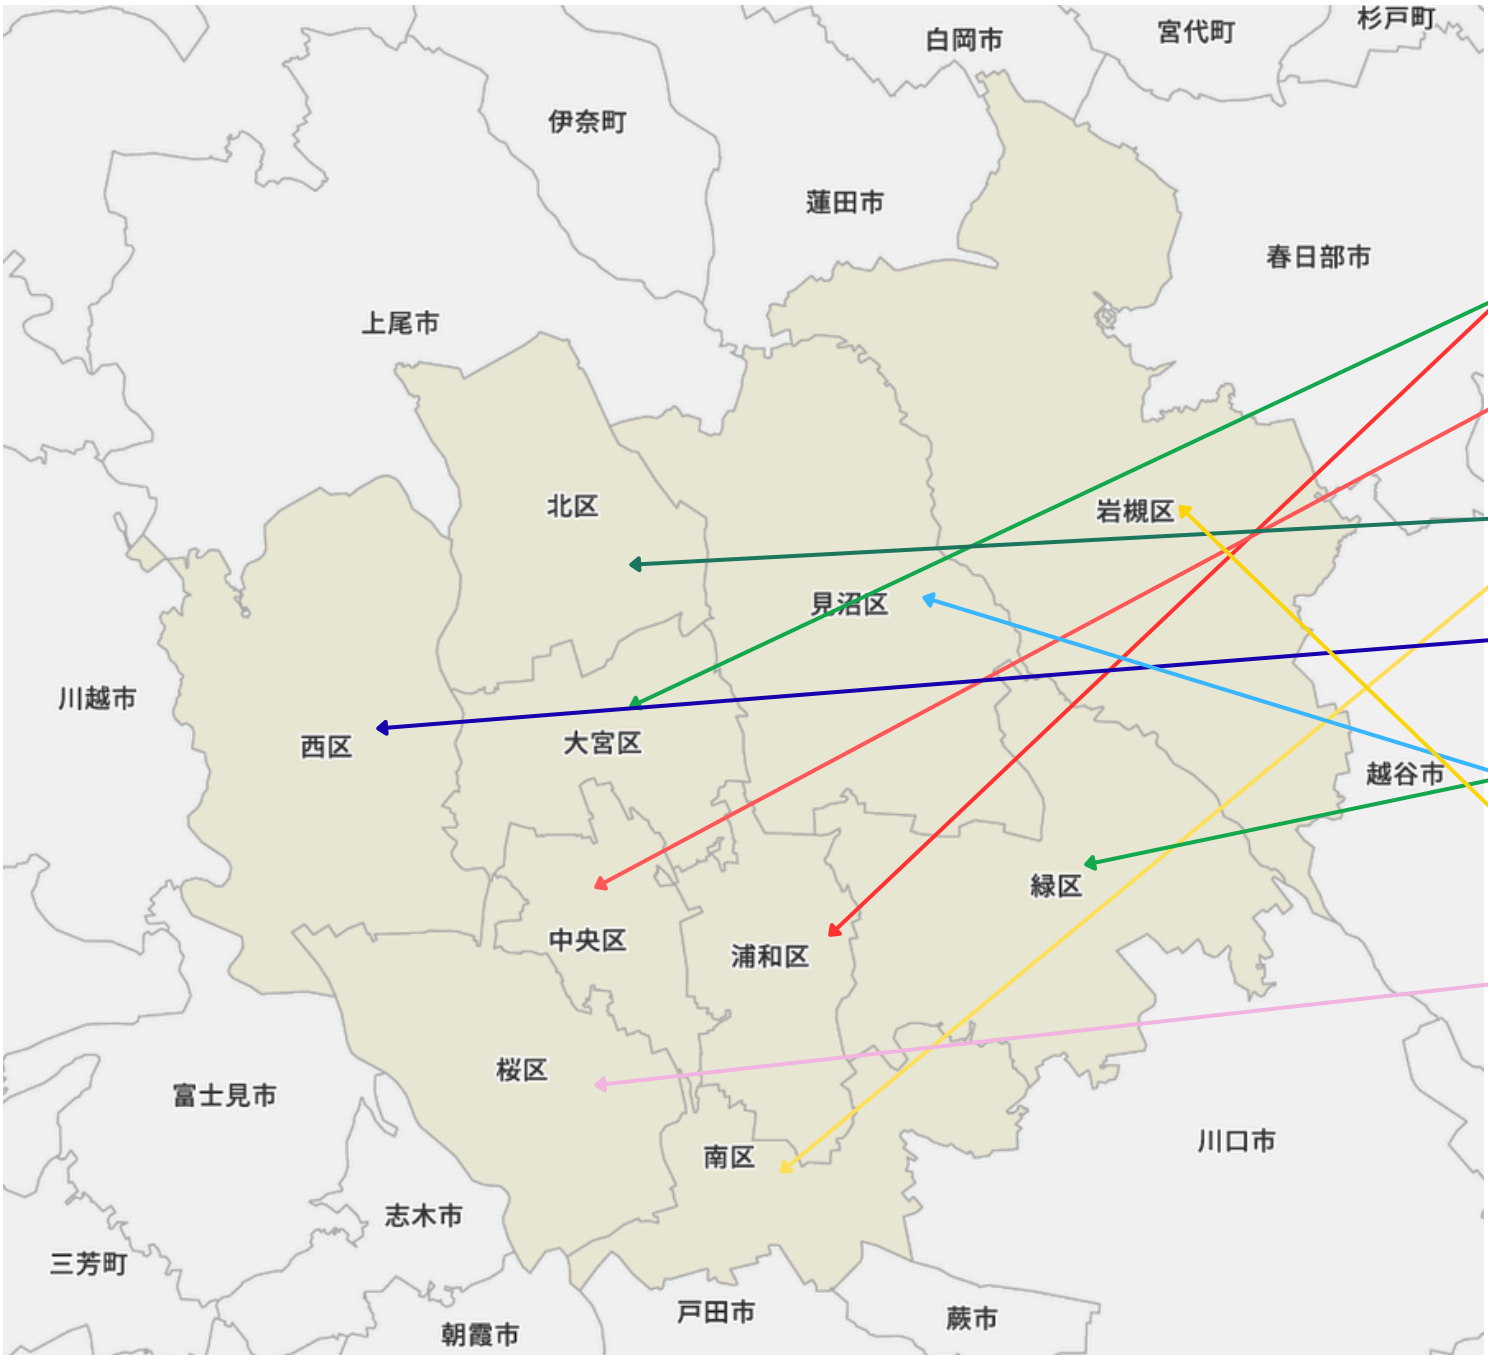 杉戸町
宮代町
白岡市
伊奈町
蓮田市
春日部市
上尾市
北区
岩槻区
見沼区
川越市
西区
大宮区
越谷市
緑区
中央区
浦和区
桜区
富士見市
川口市
南区
志木市
三芳町
戸田市
蕨市
朝霞市